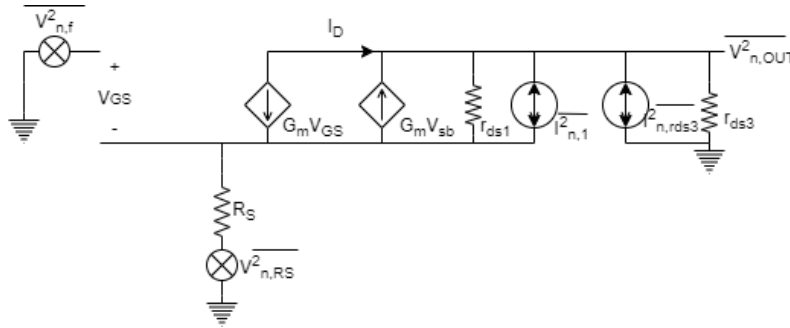 V²n,f
ID
V²n,OUT
+
VGS
-
GmVGS
GmVsb
rds1
I²n,1
I²n,rds3
rds3
RS
V²n,RS